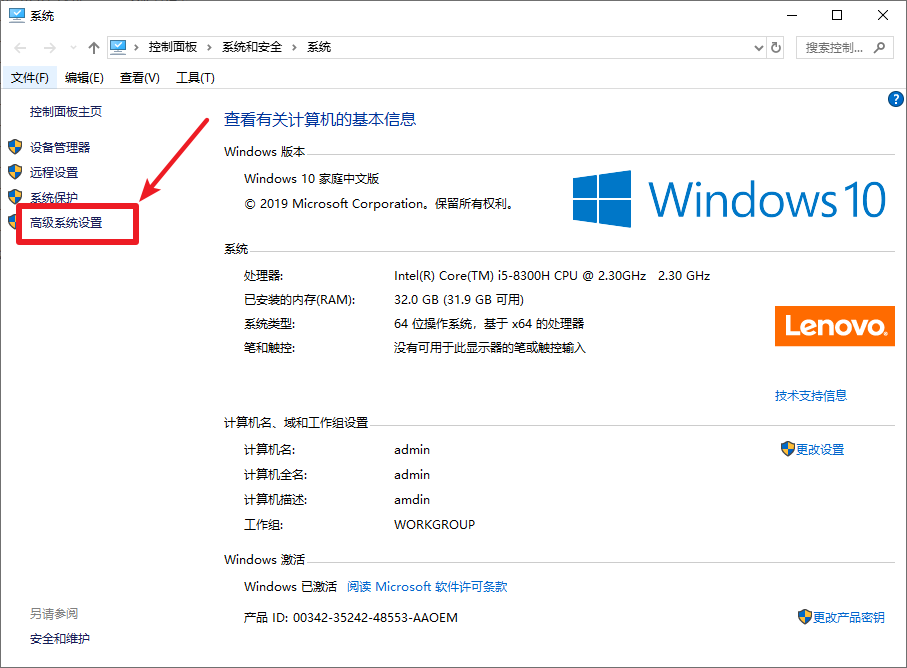 系统
控制面板 系统和安全 系统
搜索控制...
文件(F) 编辑(E) 查看(V) 工具(T)
控制面板主页
设备管理器
远程设置
系统保护
高级系统设置
查看有关计算机的基本信息
Windows 版本
Windows 10 家庭中文版
© 2019 Microsoft Corporation。保留所有权利。
Windows 10
系统
处理器: Intel(R) Core(TM) i5-8300H CPU @ 2.30GHz 2.30 GHz
已安装的内存(RAM): 32.0 GB (31.9 GB 可用)
系统类型: 64 位操作系统，基于 x64 的处理器
笔和触控: 没有可用于此显示器的笔或触控输入
Lenovo.
技术支持信息
计算机名、域和工作组设置
计算机名: admin
更改设置
计算机全名: admin
计算机描述: amdin
工作组: WORKGROUP
Windows 激活
Windows 已激活 阅读 Microsoft 软件许可条款
产品 ID: 00342-35242-48553-AAOEM
更改产品密钥
另请参阅
安全和维护